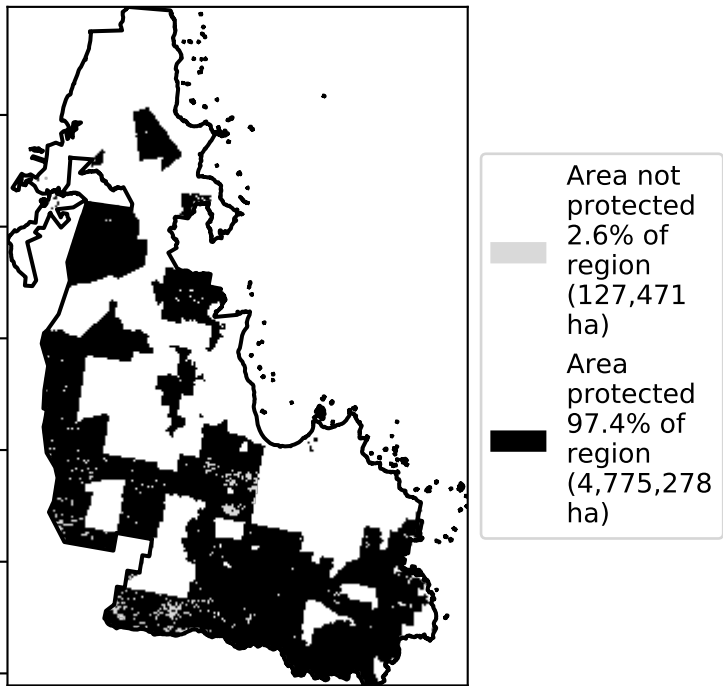 Area not
protected
2.6% of
region
(127,471
ha)
Area
protected
97.4% of
region
(4,775,278
ha)